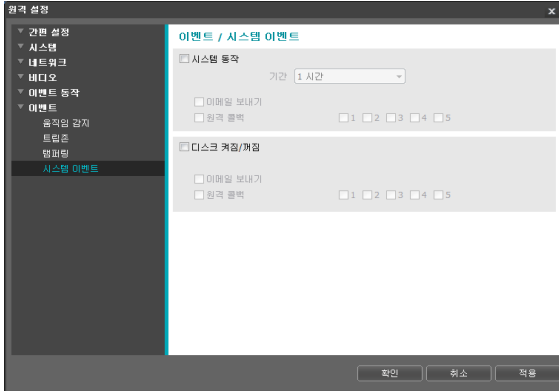 원격 설정
간편 설정
시스템
네트워크
비디오
이벤트 동작
이벤트
움직임 감지
트립존
탬퍼링
시스템 이벤트
이벤트 / 시스템 이벤트
시스템 동작
기간 1 시간
이메일 보내기
원격 콜백 1 2 3 4 5
디스크 켜짐/꺼짐
이메일 보내기
원격 콜백 1 2 3 4 5
확인 취소 적용